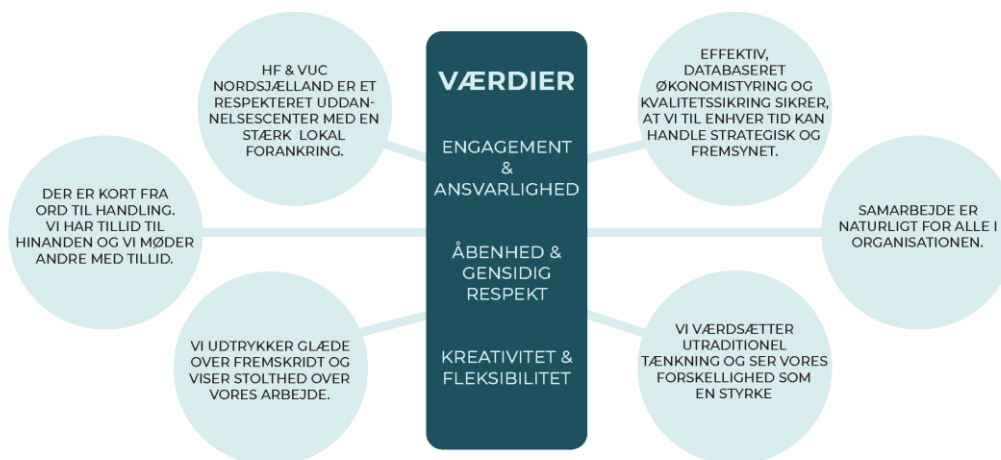 HF & VUC
NORDSJÆLLAND ER ET
RESPEKTERET UDDAN-
NELSESCENTER MED EN
STÆRK LOKAL
FORANKRING.
DER ER KORT FRA
ORD TIL HANDLING.
VI HAR TILLID TIL
HINANDEN OG VI MØDER
ANDRE MED TILLID.
VI UDTRYKKER GLÆDE
OVER FREMSKRIDT OG
VISER STOLTHED OVER
VORES ARBEJDE.
VÆRDIER
ENGAGEMENT
&
ANSVARLIGHED
ÅBENHED &
GENSIDIG
RESPEKT
KREATIVITET &
FLEKSIBILITET
EFFEKTIV,
DATABASERET
ØKONOMISTYRING OG
KVALITETSSIKRING SIKRER,
AT VI TIL ENHVER TID KAN
HANDLE STRATEGISK OG
FREMSYNET.
SAMARBEJDE ER
NATURLIGT FOR ALLE I
ORGANISATIONEN.
VI VÆRDSÆTTER
UTRADITIONEL
TÆNKNING OG SER VORES
FORSKELLIGHED SOM
EN STYRKE